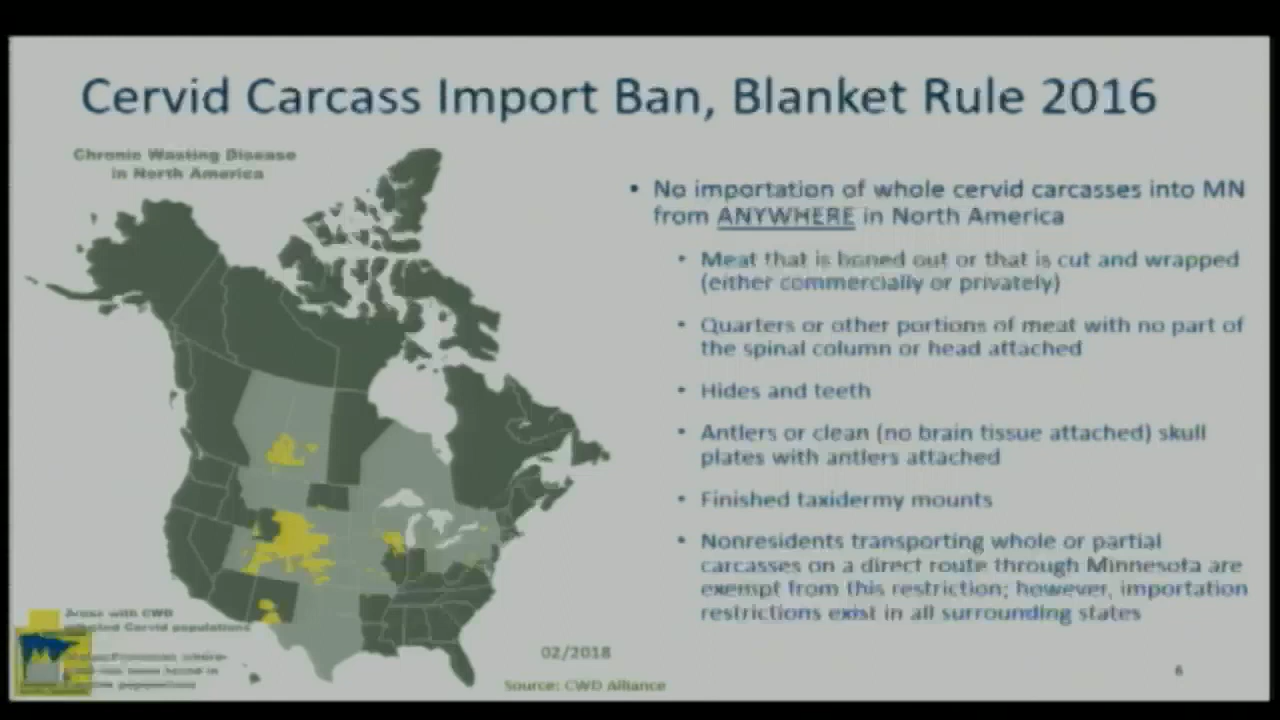 Cervid Carcass Import Ban, Blanket Rule 2016
Chronic Wasting Disease
in North America
• No importation of whole cervid carcasses into MN
from ANYWHERE in North America
• Meat that is boned out or that is cut and wrapped
(either commercially or privately)
• Quarters or other portions of meat with no part of
the spinal column or head attached
• Hides and teeth
• Antlers or clean (no brain tissue attached) skull
plates with antlers attached
• Finished taxidermy mounts
• Nonresidents transporting whole or partial
carcasses on a direct route through Minnesota are
exempt from this restriction; however, importation
restrictions exist in all surrounding states
Areas with CWD
Cervid populations
02/2018
Source: CWD Alliance
6